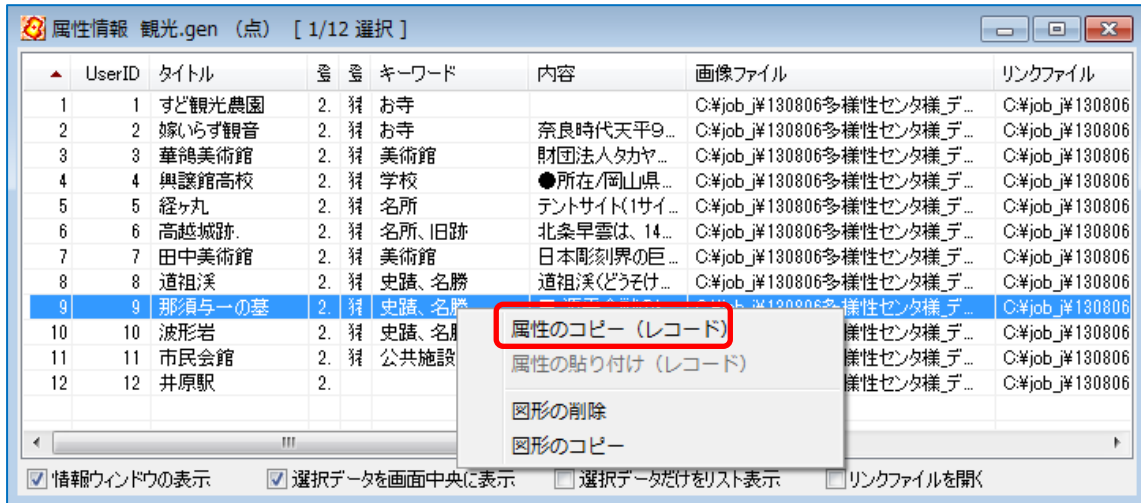 属性情報 観光.gen （点） [ 1/12 選択 ]
UserID タイトル 登 登 キーワード 内容 画像ファイル リンクファイル
1 1 すど観光農園 2. 猪 お寺 C:¥job_j¥130806多様性センタ様_デ... C:¥job_j¥130806
2 2 嫁いらず観音 2. 猪 お寺 奈良時代天平9... C:¥job_j¥130806多様性センタ様_デ... C:¥job_j¥130806
3 3 華鴒美術館 2. 猪 美術館 財団法人タカヤ... C:¥job_j¥130806多様性センタ様_デ... C:¥job_j¥130806
4 4 興譲館高校 2. 猪 学校 ●所在/岡山県... C:¥job_j¥130806多様性センタ様_デ... C:¥job_j¥130806
5 5 経ヶ丸 2. 猪 名所 テントサイト(1サイ... C:¥job_j¥130806多様性センタ様_デ... C:¥job_j¥130806
6 6 高越城跡. 2. 猪 名所、旧跡 北条早雲は、14... C:¥job_j¥130806多様性センタ様_デ... C:¥job_j¥130806
7 7 田中美術館 2. 猪 美術館 日本彫刻界の巨... C:¥job_j¥130806多様性センタ様_デ... C:¥job_j¥130806
8 8 道祖渓 2. 猪 史蹟、名勝 道祖渓(どうそけ... C:¥job_j¥130806多様性センタ様_デ... C:¥job_j¥130806
9 9 那須与一の墓 2. 猪 史蹟、名勝 C:¥job_j¥130806
10 10 波形岩 2. 猪 史蹟、名勝 様性センタ様_デ... C:¥job_j¥130806
11 11 市民会館 2. 猪 公共施設 様性センタ様_デ... C:¥job_j¥130806
12 12 井原駅 2. 様性センタ様_デ... C:¥job_j¥130806
属性のコピー（レコード）
属性の貼り付け（レコード）
図形の削除
図形のコピー
情報ウィンドウの表示 選択データを画面中央に表示 選択データだけをリスト表示 リンクファイルを開く